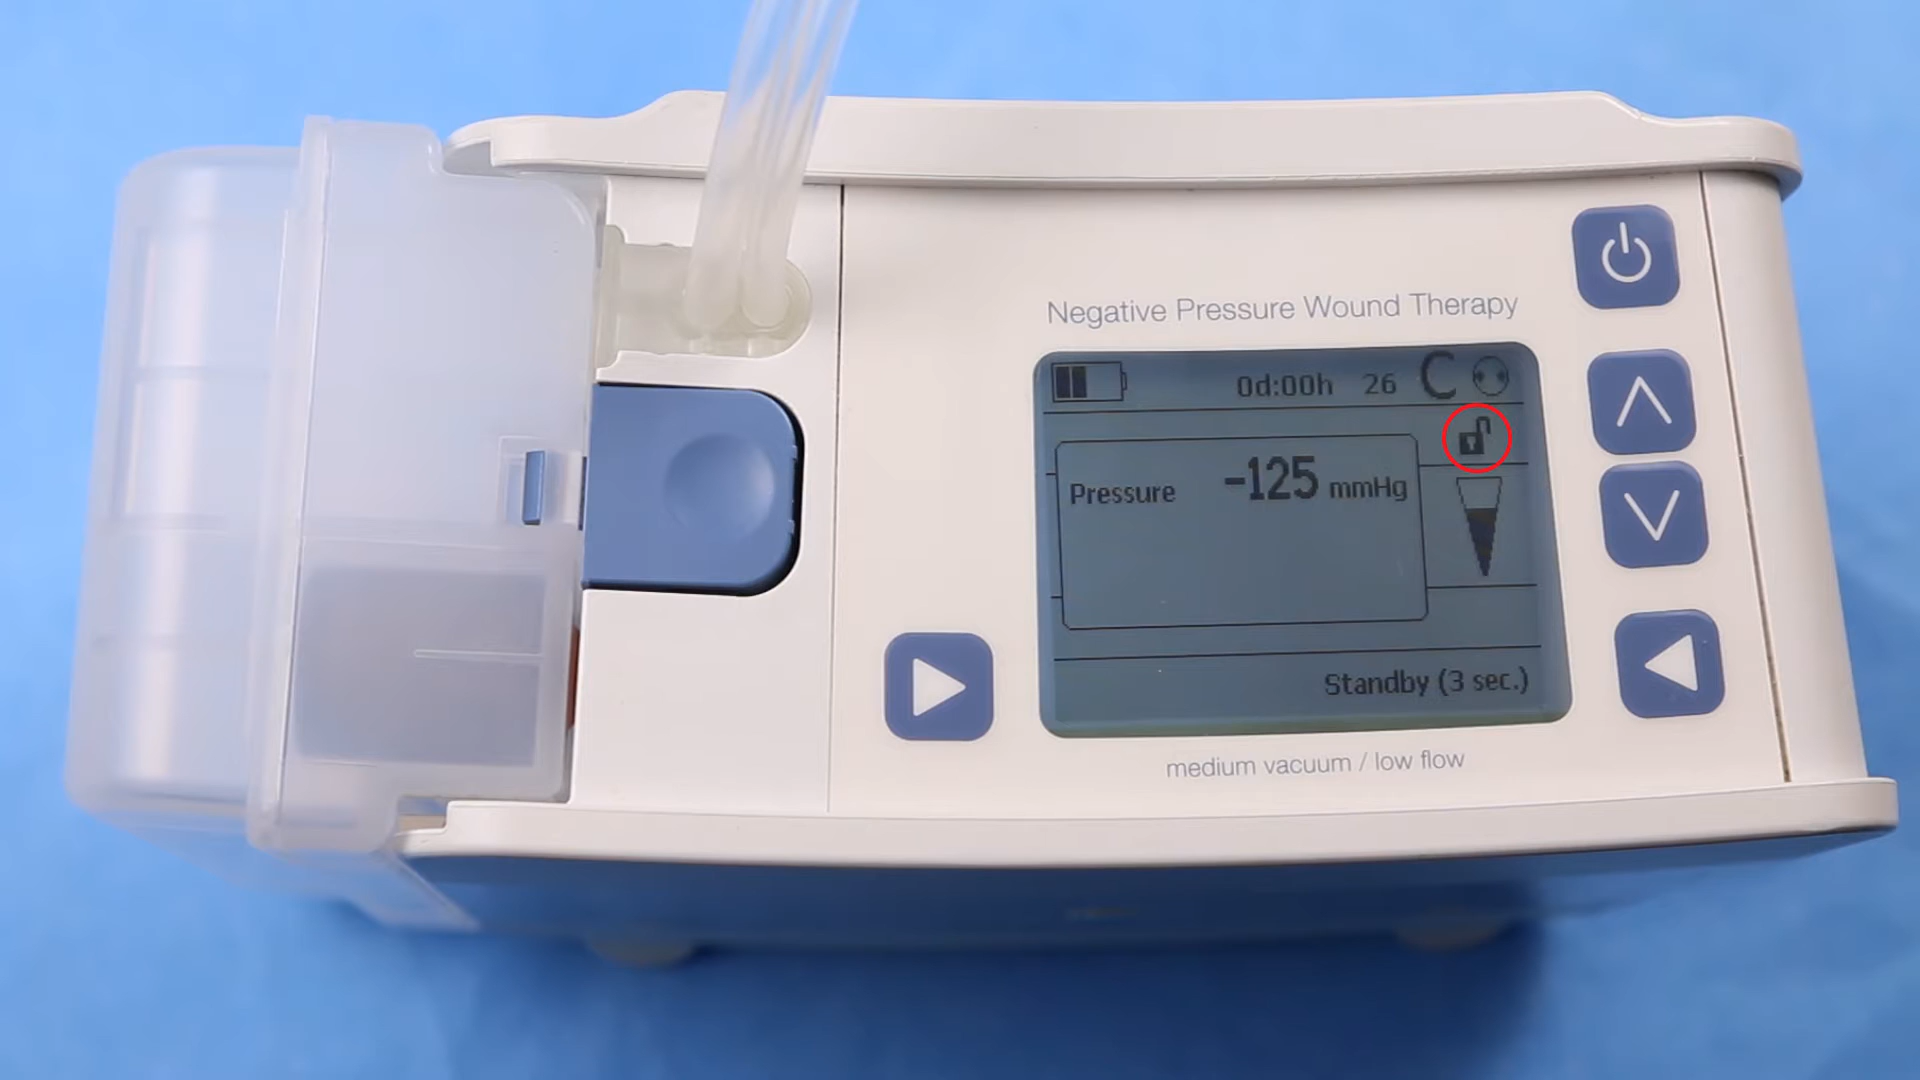 Negative Pressure Wound Therapy
0d:00h 26 C
Pressure -125 mmHg
Standby (3 sec.)
medium vacuum / low flow